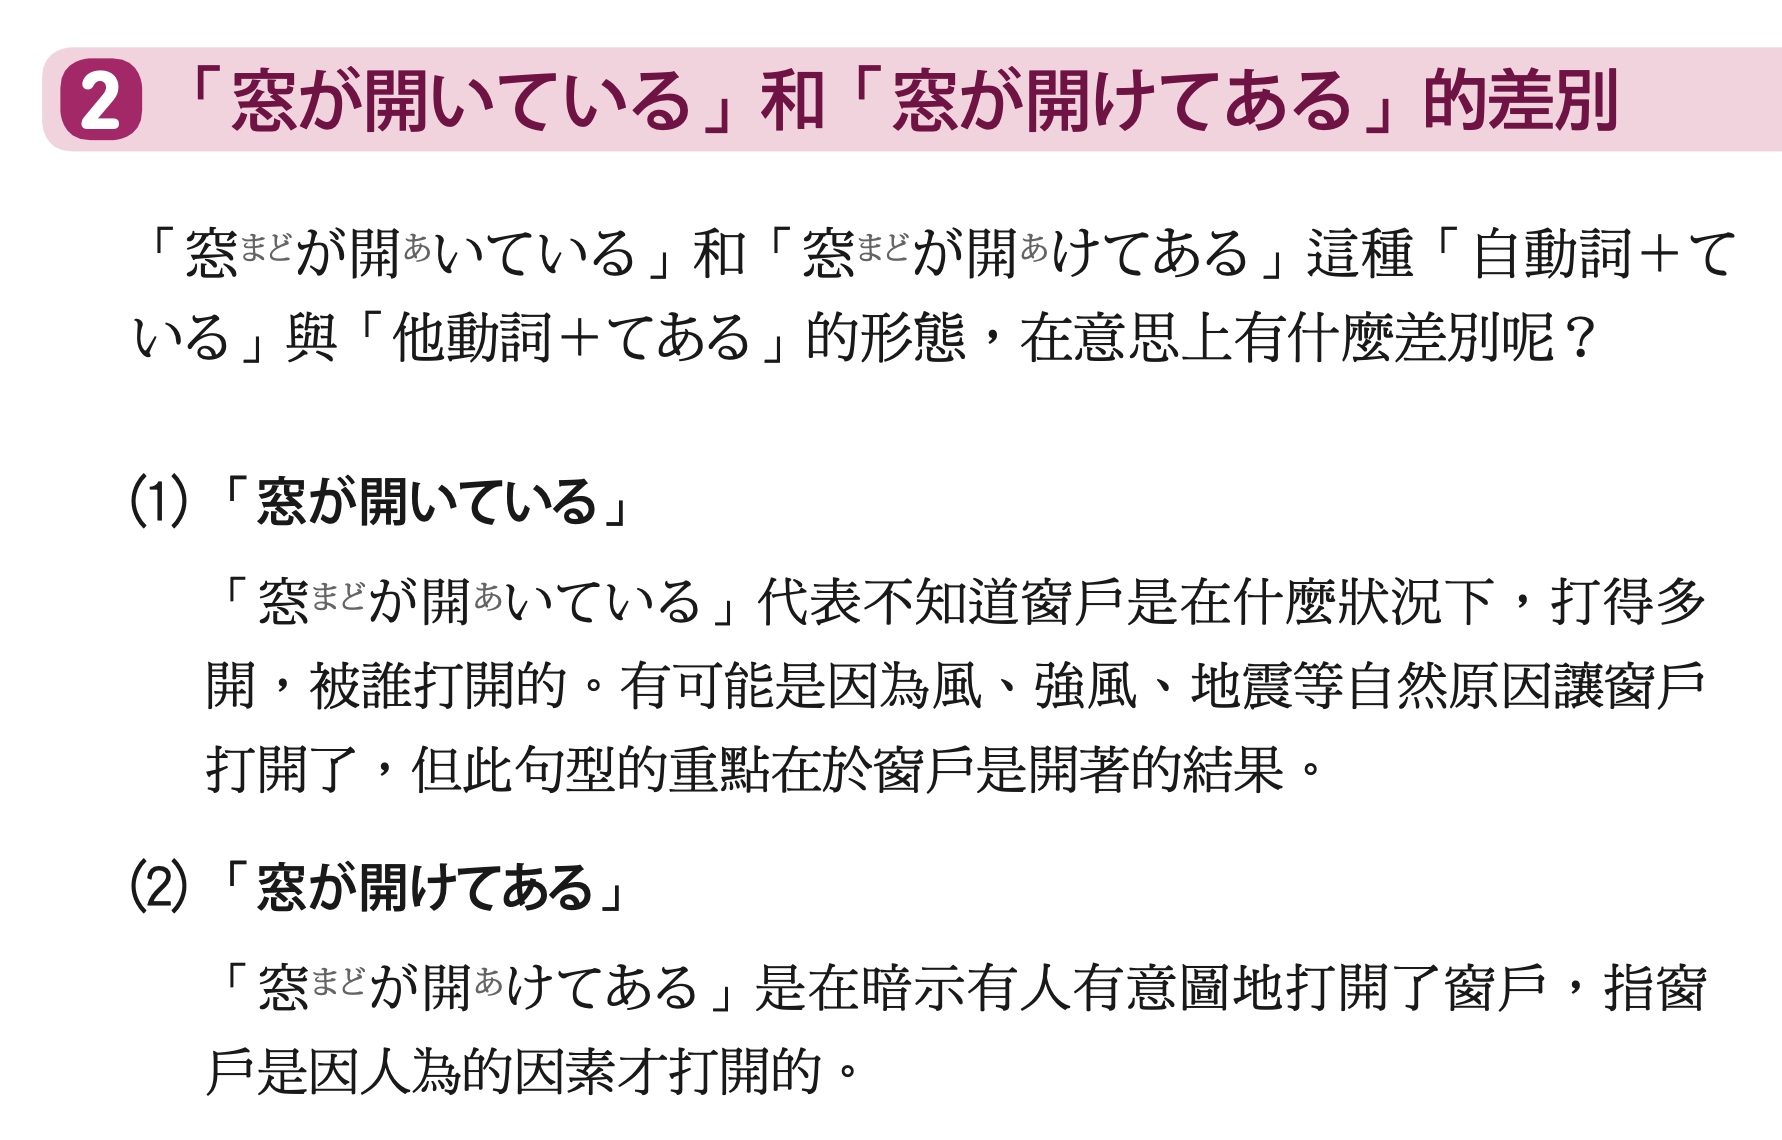 2 「窓が開いている」和「窓が開けてある」的差別
「窓まどが開あいている」和「窓まどが開あけてある」這種「自動詞＋て
いる」與「他動詞＋てある」的形態，在意思上有什麼差別呢？
(1) 「窓が開いている」
「窓まどが開あいている」代表不知道窗戶是在什麼狀況下，打得多
開，被誰打開的。有可能是因為風、強風、地震等自然原因讓窗戶
打開了，但此句型的重點在於窗戶是開著的結果。
(2) 「窓が開けてある」
「窓まどが開あけてある」是在暗示有人有意圖地打開了窗戶，指窗
戶是因人為的因素才打開的。